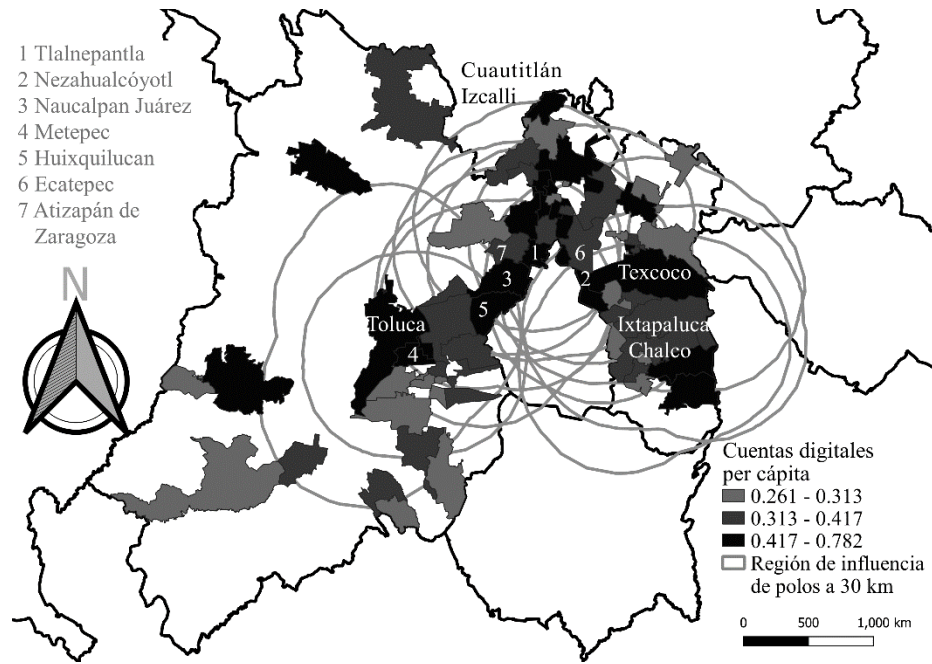 1 Tlalnepantla
2 Nezahualcóyotl
3 Naucalpan Juárez
4 Metepec
5 Huixquilucan
6 Ecatepec
7 Atizapán de
Zaragoza
N
Cuautitlán
Izcalli
7
1
6
3
2
Texcoco
5
Toluca
4
Ixtapaluca
Chalco
Cuentas digitales
per cápita
0.261 - 0.313
0.313 - 0.417
0.417 - 0.782
Región de influencia
de polos a 30 km
0 500 1,000 km